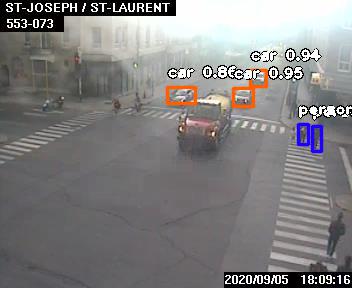 ST-JOSEPH / ST-LAURENT
553-073
car 0.94
car 0.86
car 0.95
person
2020/09/05 18:09:16